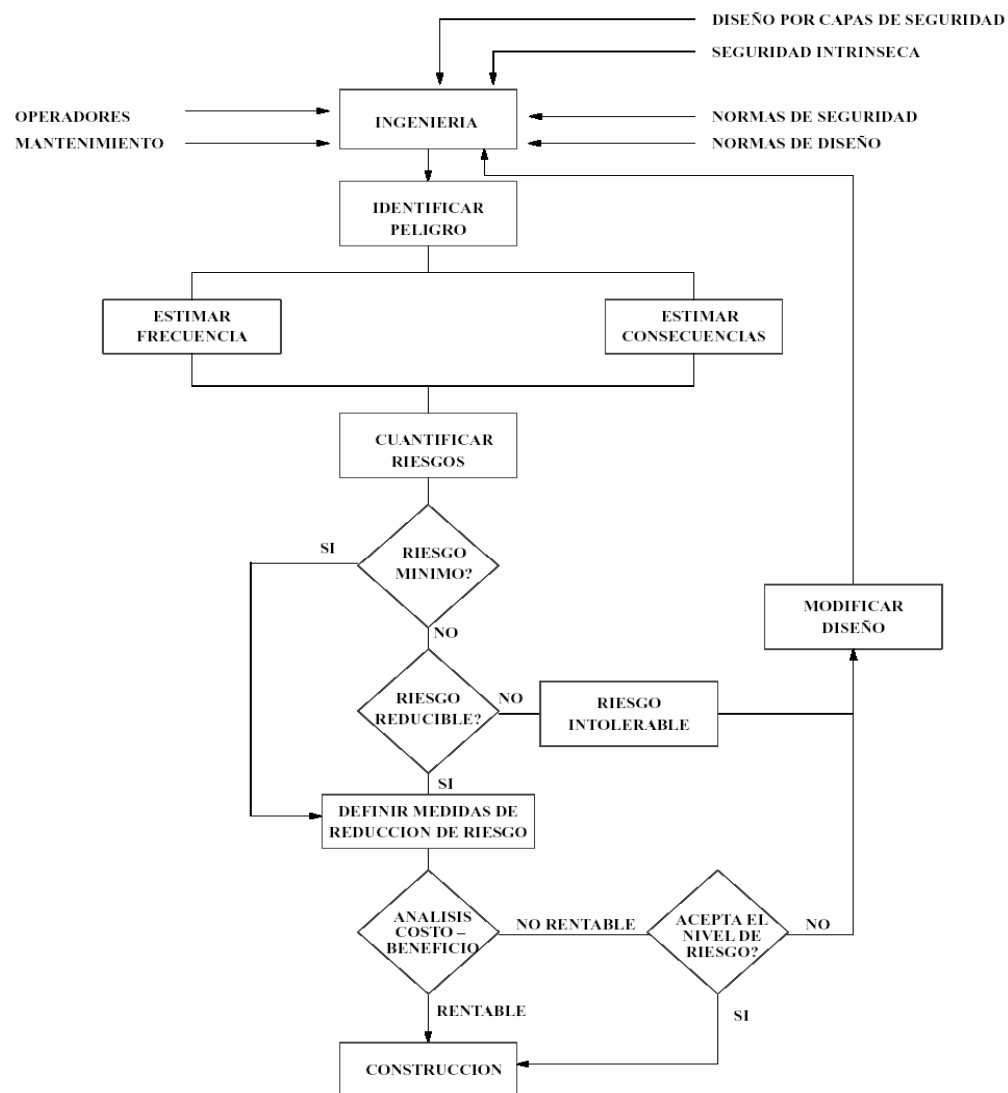 DISEÑO POR CAPAS DE SEGURIDAD
SEGURIDAD INTRINSECA
OPERADORES
MANTENIMIENTO
INGENIERIA
NORMAS DE SEGURIDAD
NORMAS DE DISEÑO
IDENTIFICAR
PELIGRO
ESTIMAR
FRECUENCIA
ESTIMAR
CONSECUENCIAS
CUANTIFICAR
RIESGOS
SI
RIESGO
MINIMO?
NO
MODIFICAR
DISEÑO
RIESGO
REDUCIBLE?
NO
RIESGO
INTOLERABLE
SI
DEFINIR MEDIDAS DE
REDUCCION DE RIESGO
ANALISIS
COSTO –
BENEFICIO
NO RENTABLE
ACEPTA EL
NIVEL DE
RIESGO?
NO
RENTABLE
SI
CONSTRUCCION